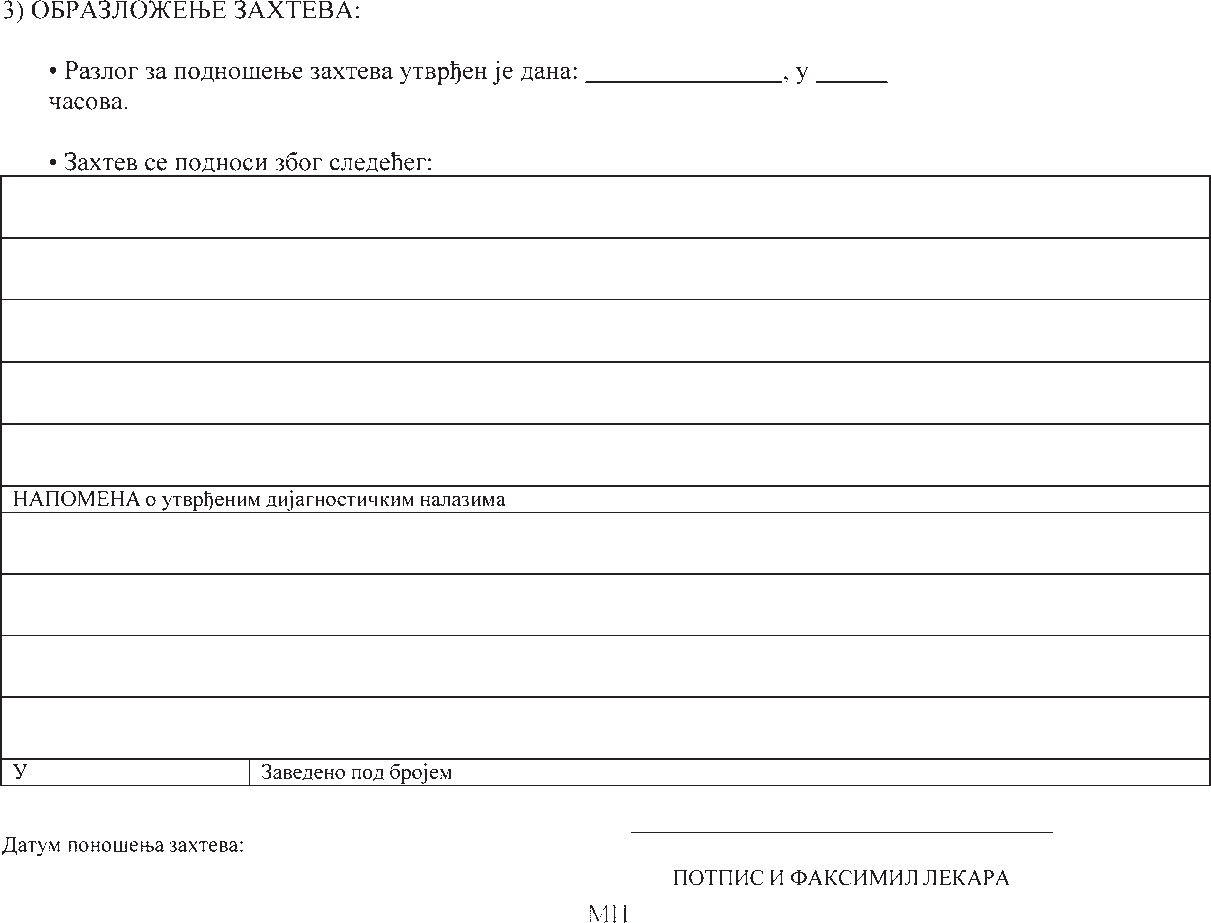 3) ОБРАЗЛОЖЕЊЕ ЗАХТЕВА:
• Разлог за подношење захтева утврђен је дана: _______________, у _____
часова.
• Захтев се подноси због следећег:
НАПОМЕНА о утврђеним дијагностичким налазима
У
Заведено под бројем
Датум поношења захтева:
ПОТПИС И ФАКСИМИЛ ЛЕКАРА
МП